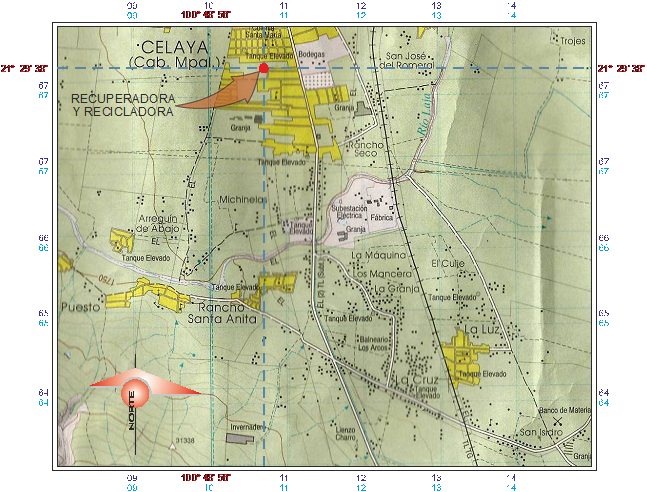 09
100° 48' 58"
11
12
13
14
09
10
11
12
13
14
21° 29' 38"
21° 29' 38"
CELAYA
(Cab. Mpal.)
Santa María
Tanque Elevado
Bodegas
San José
del Romeral
Trojes
67
67
67
67
RECUPERADORA
Y RECICLADORA
Granja
EL
Granja
Río Laja
Rancho
Seco
Tanque Elevado
67
67
67
67
EL
Michinela
Subestación
Eléctrica
Fábrica
Arreguín
de Abajo
EL
Tanque
Elevado
Granja
66
66
66
66
Tanque Elevado
La Máquina
El Cuije
Los Mancera
1750
Tanque Elevado
EL
La Granja
Tanque Elevado
Puesto
Rancho
Santa Anita
Tanque Elevado
65
65
65
65
La Luz
Balneario
Los Arcos
Tanque Elevado
La Cruz
Tanque
Elevado
64
64
64
64
NORTE
Banco de Material
Invernadero
Lienzo
Charro
San Isidro
31338
Granja
09
100° 48' 58"
11
12
13
14
09
10
11
12
13
14